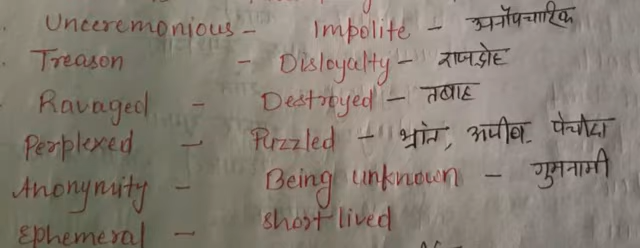 Unceremonious - Impolite - अनौपचारिक
Treason - Disloyalty - राजद्रोह
Ravaged - Destroyed - तबाह
Perplexed - Puzzled - भ्रांत, अजीब, पेचीदा
Anonymity - Being unknown - गुमनामी
Ephemeral - short lived